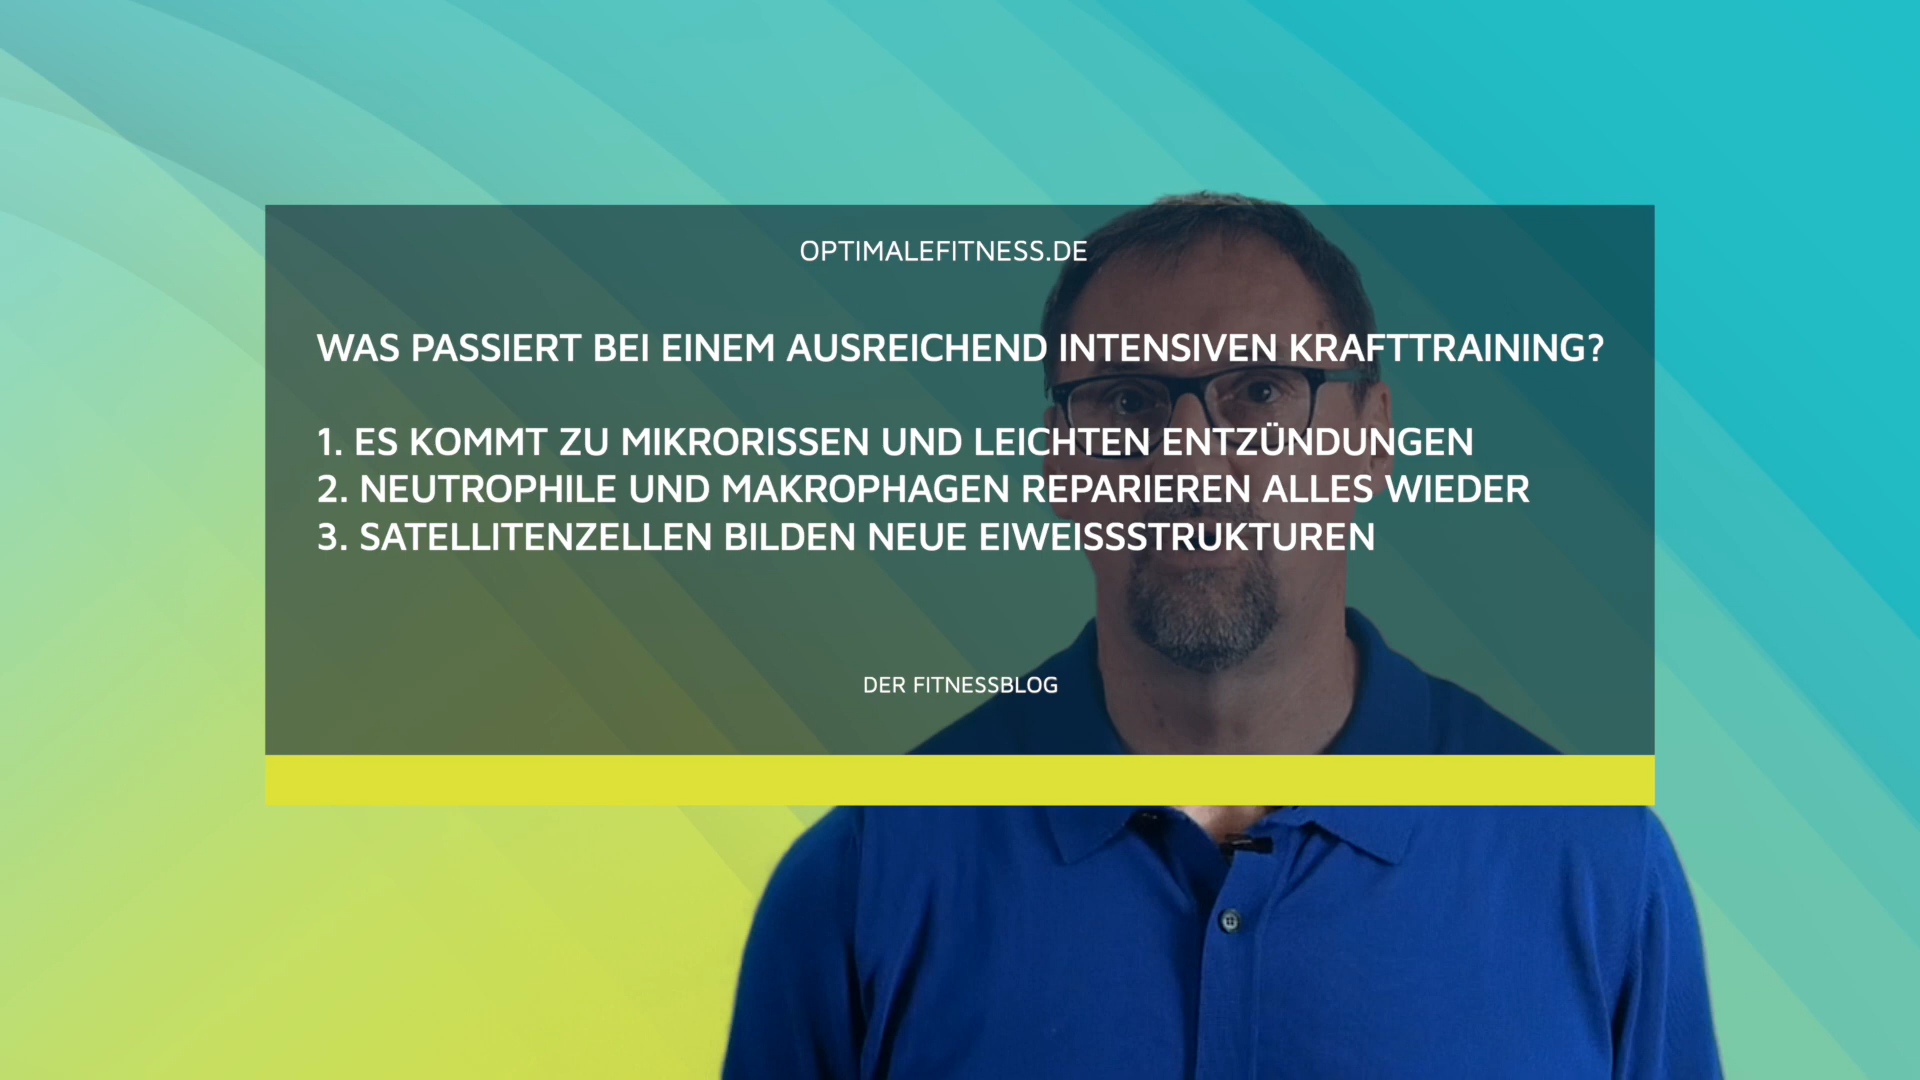 OPTIMALEFITNESS.DE
WAS PASSIERT BEI EINEM AUSREICHEND INTENSIVEN KRAFTTRAINING?
1. ES KOMMT ZU MIKRORISSEN UND LEICHTEN ENTZÜNDUNGEN
2. NEUTROPHILE UND MAKROPHAGEN REPARIEREN ALLES WIEDER
3. SATELLITENZELLEN BILDEN NEUE EIWEISSSTRUKTUREN
DER FITNESSBLOG